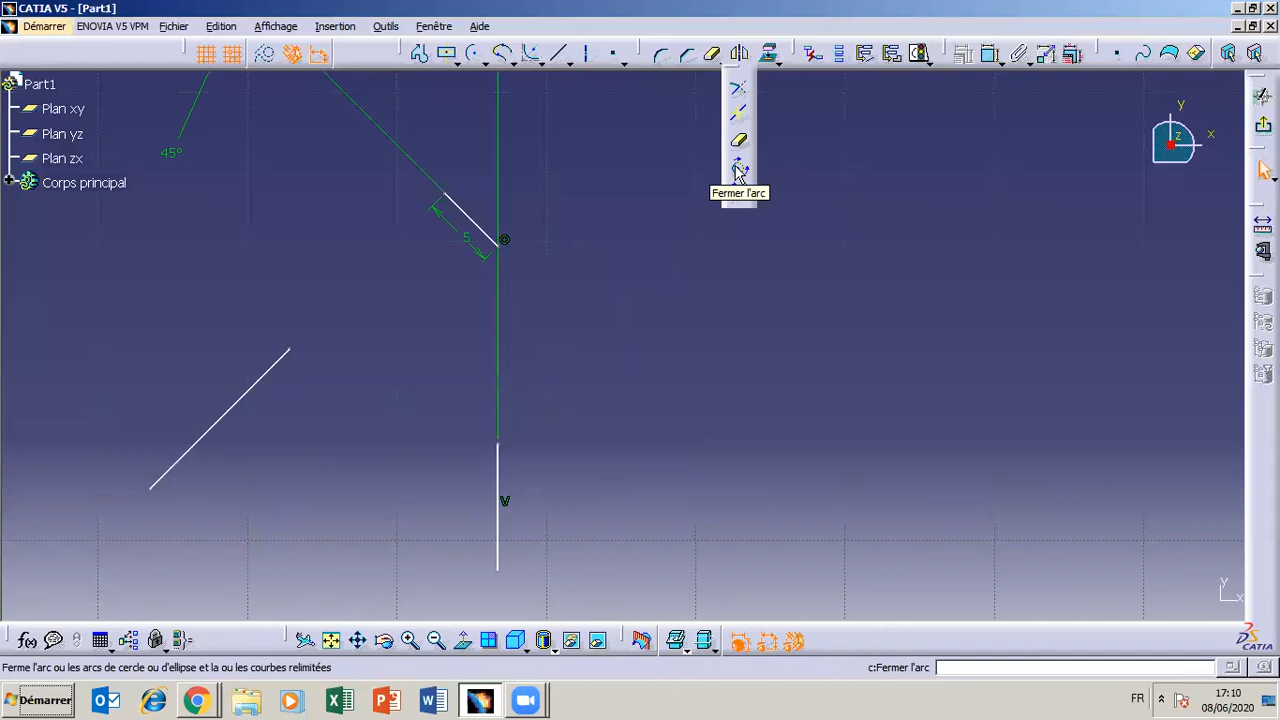 CATIA V5 - [Part1]
Démarrer ENOVIA V5 VPM Fichier Edition Affichage Insertion Outils Fenêtre Aide
Part1
Plan xy
Plan yz
Plan zx
Corps principal
45°
5
V
Fermer l'arc
y
x
z
y
x
f(x)
CATIA
Ferme l'arc ou les arcs de cercle ou d'ellipse et la ou les courbes relimitées
c:Fermer l'arc
Démarrer
FR
17:10
08/06/2020